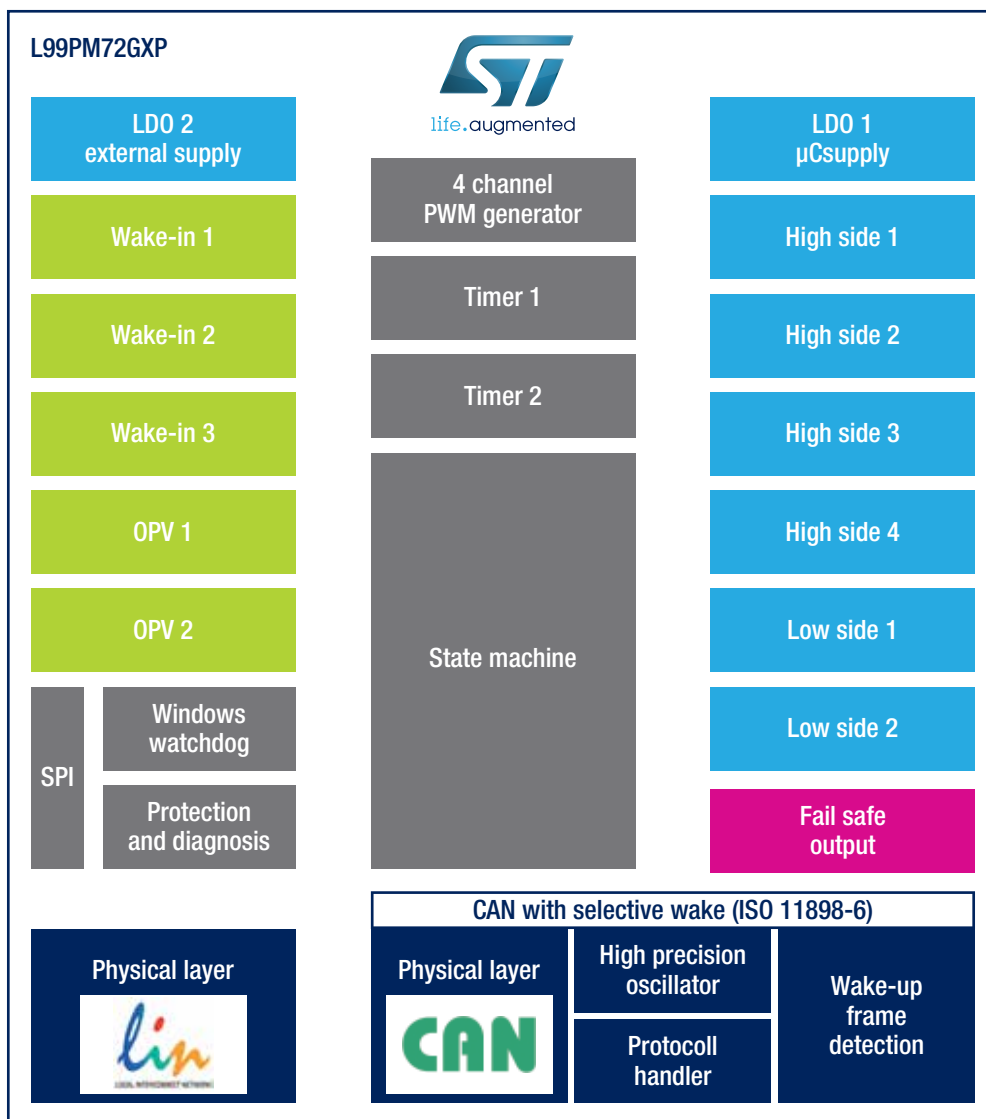 L99PM72GXP
ST
life.augmented
LDO 2
external supply
Wake-in 1
Wake-in 2
Wake-in 3
OPV 1
OPV 2
SPI
Windows
watchdog
Protection
and diagnosis
4 channel
PWM generator
Timer 1
Timer 2
State machine
LDO 1
µCsupply
High side 1
High side 2
High side 3
High side 4
Low side 1
Low side 2
Fail safe
output
Physical layer
lin
LOCAL INTERCONNECT NETWORK
CAN with selective wake (ISO 11898-6)
Physical layer
CAN
High precision
oscillator
Protocoll
handler
Wake-up
frame
detection